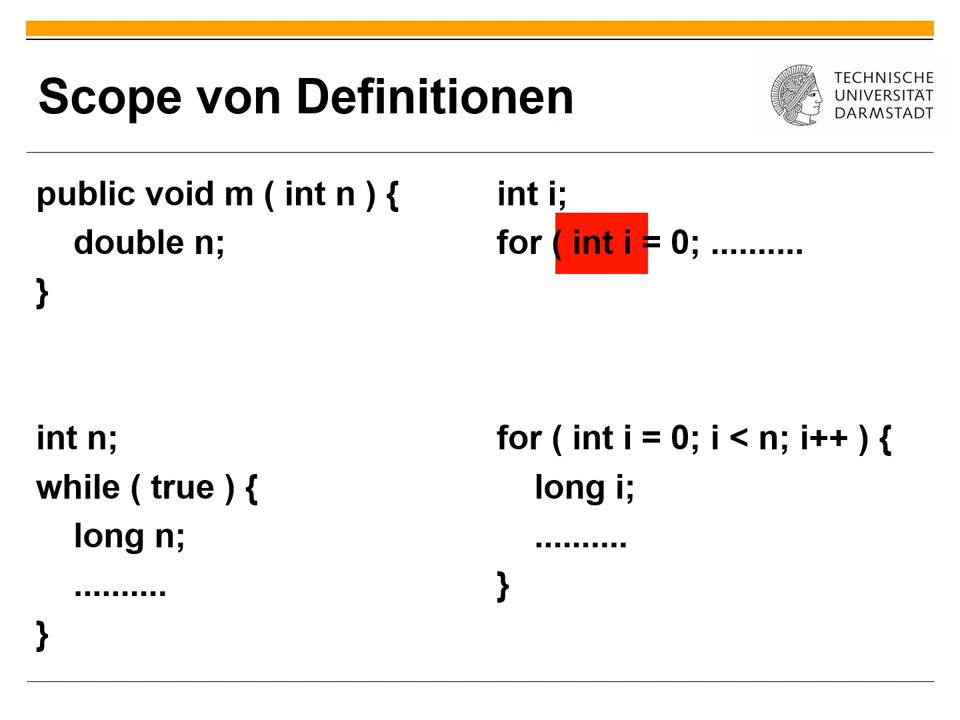 Scope von Definitionen
TECHNISCHE
UNIVERSITÄT
DARMSTADT
public void m ( int n ) {
double n;
}
int i;
for ( int i = 0; ..........
int n;
while ( true ) {
long n;
..........
}
for ( int i = 0; i < n; i++ ) {
long i;
..........
}